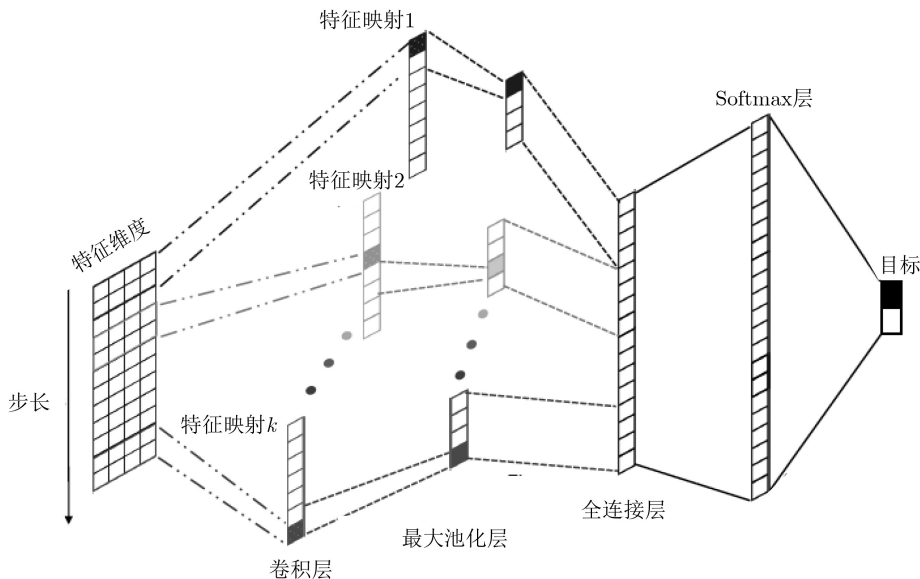 特征映射1
Softmax层
特征映射2
特征维度
目标
步长
特征映射k
全连接层
最大池化层
卷积层